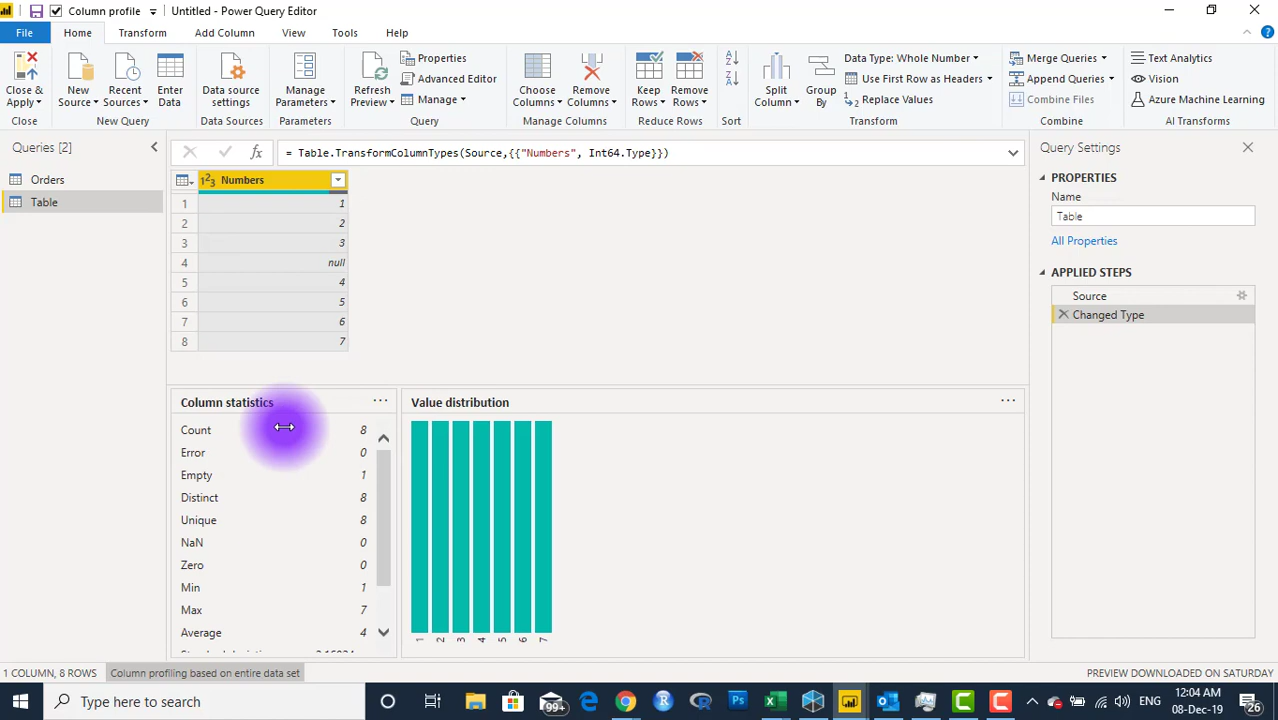 Column profile
Untitled - Power Query Editor
File Home Transform Add Column View Tools Help
Close & Apply
New Source
Recent Sources
Enter Data
Data source settings
Manage Parameters
Refresh Preview
Properties
Advanced Editor
Manage
Choose Columns
Remove Columns
Keep Rows
Remove Rows
Split Column
Group By
Data Type: Whole Number
Use First Row as Headers
Replace Values
Merge Queries
Append Queries
Combine Files
Text Analytics
Vision
Azure Machine Learning
Close New Query Data Sources Parameters Query Manage Columns Reduce Rows Sort Transform Combine AI Transforms
Queries [2]
Orders
Table
= Table.TransformColumnTypes(Source,{{"Numbers", Int64.Type}})
Numbers
1 1
2 2
3 3
4 null
5 4
6 5
7 6
8 7
Column statistics
Count 8
Error 0
Empty 1
Distinct 8
Unique 8
NaN 0
Zero 0
Min 1
Max 7
Average 4
Value distribution
1 2 3 4 5 6 7
Query Settings
PROPERTIES
Name
Table
All Properties
APPLIED STEPS
Source
Changed Type
1 COLUMN, 8 ROWS Column profiling based on entire data set
PREVIEW DOWNLOADED ON SATURDAY
Type here to search
99+
ENG
12:04 AM
08-Dec-19
26